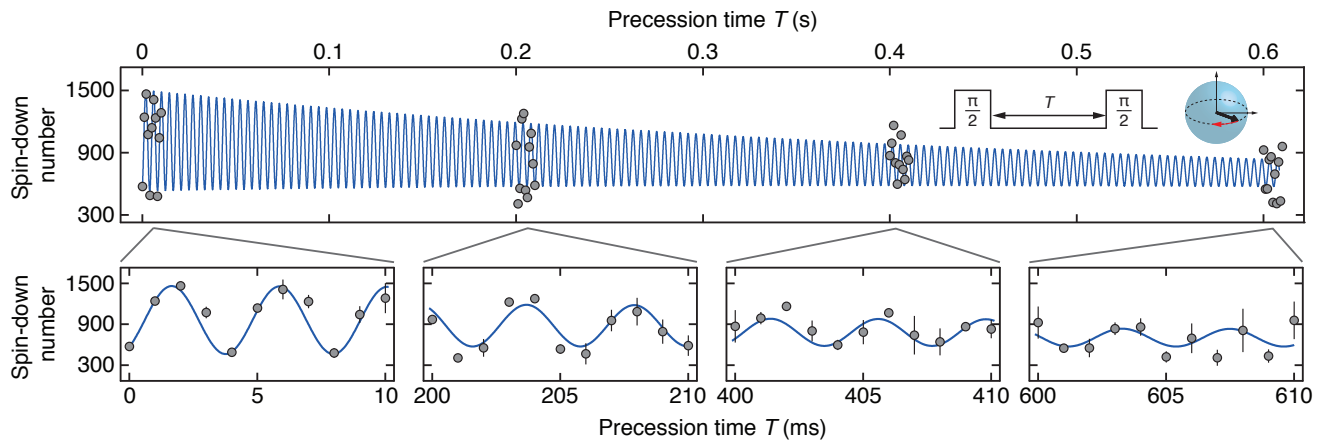 Precession time T (s)
0 0.1 0.2 0.3 0.4 0.5 0.6
Spin-down
number
1500
900
300
π/2 T π/2
Spin-down
number
1500
900
300
0 5 10 200 205 210 400 405 410 600 605 610
Precession time T (ms)